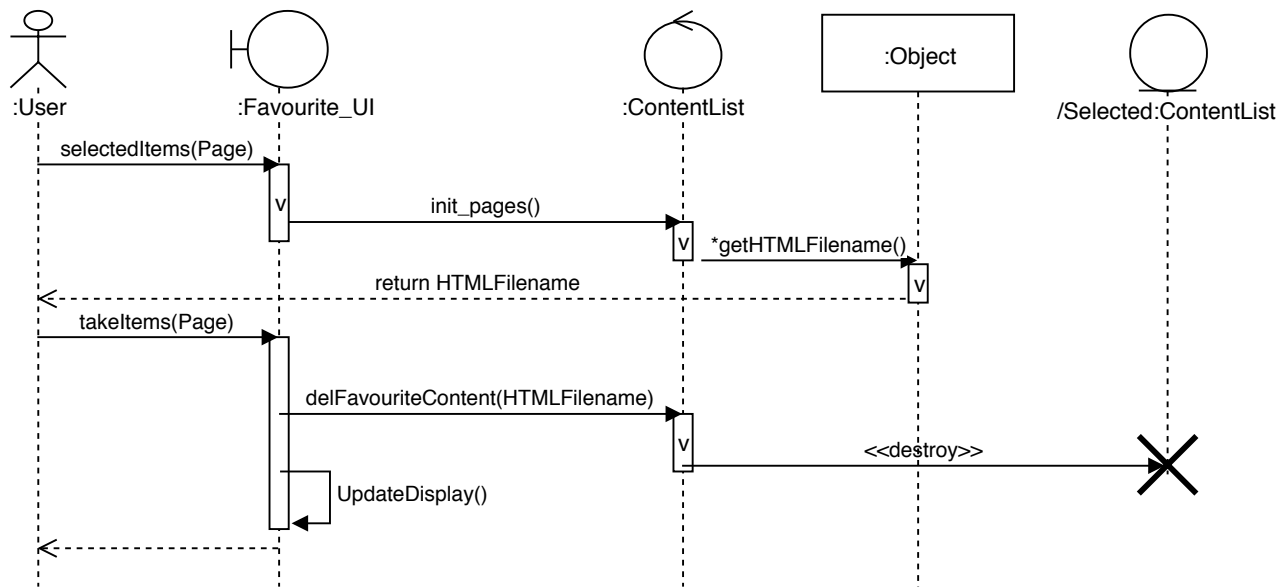 :User
:Favourite_UI
:ContentList
:Object
/Selected:ContentList
selectedItems(Page)
v
init_pages()
v
*getHTMLFilename()
v
return HTMLFilename
takeItems(Page)
delFavouriteContent(HTMLFilename)
v
<<destroy>>
UpdateDisplay()